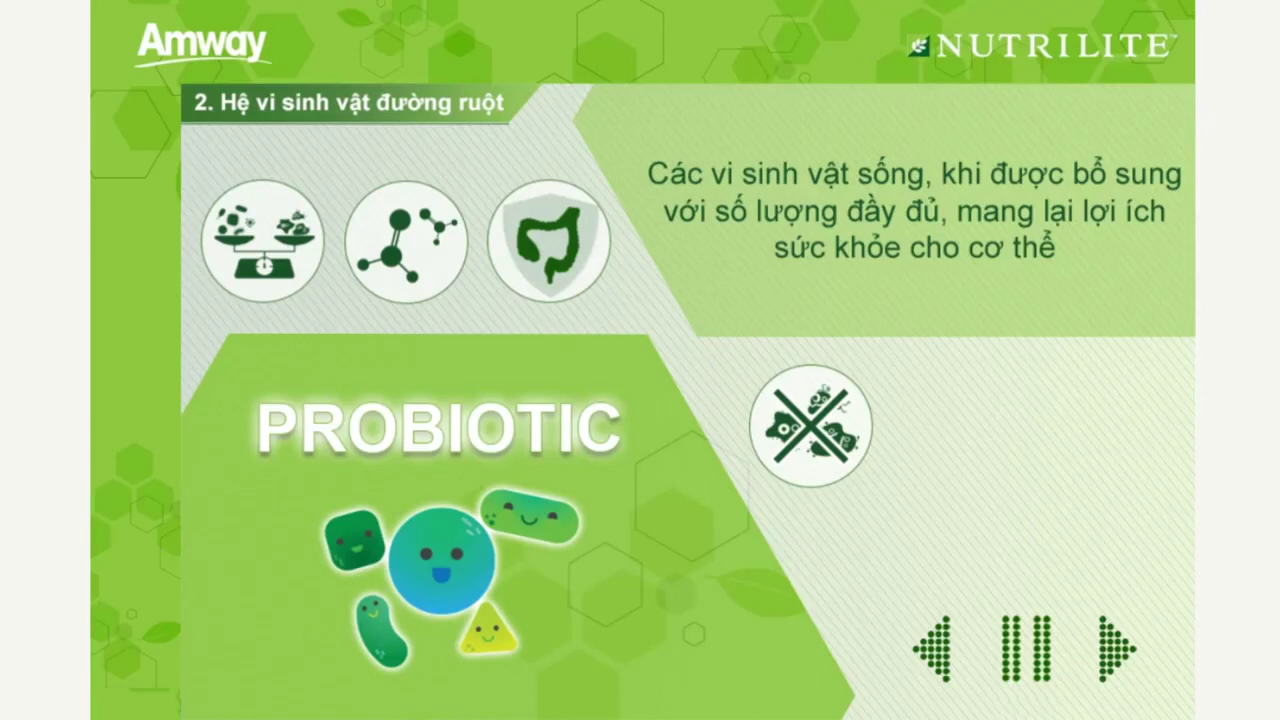 Amway
NUTRILITE™
2. Hệ vi sinh vật đường ruột
Các vi sinh vật sống, khi được bổ sung
với số lượng đầy đủ, mang lại lợi ích
sức khỏe cho cơ thể
PROBIOTIC